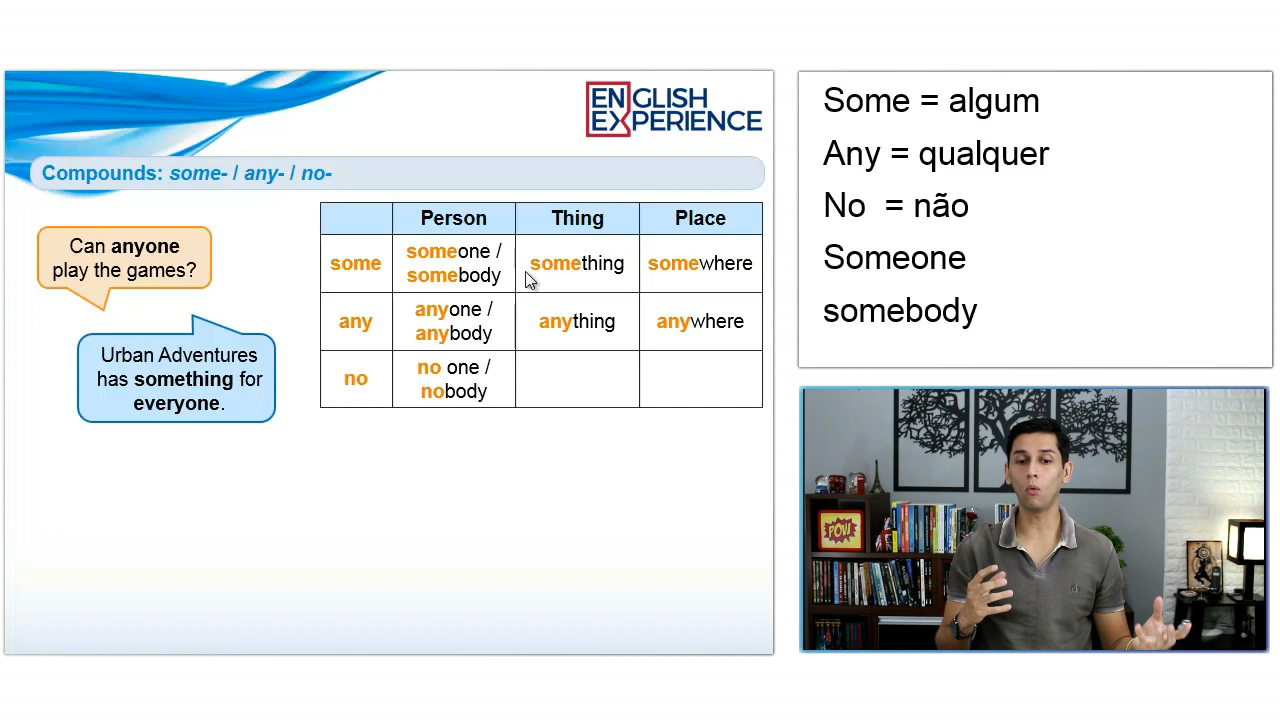 ENGLISH
EXPERIENCE
Compounds: some- / any- / no-
Can anyone
play the games?
Urban Adventures
has something for
everyone.
Person Thing Place
some someone / somebody something somewhere
any anyone / anybody anything anywhere
no no one / nobody
Some = algum
Any = qualquer
No = não
Someone
somebody
POW!